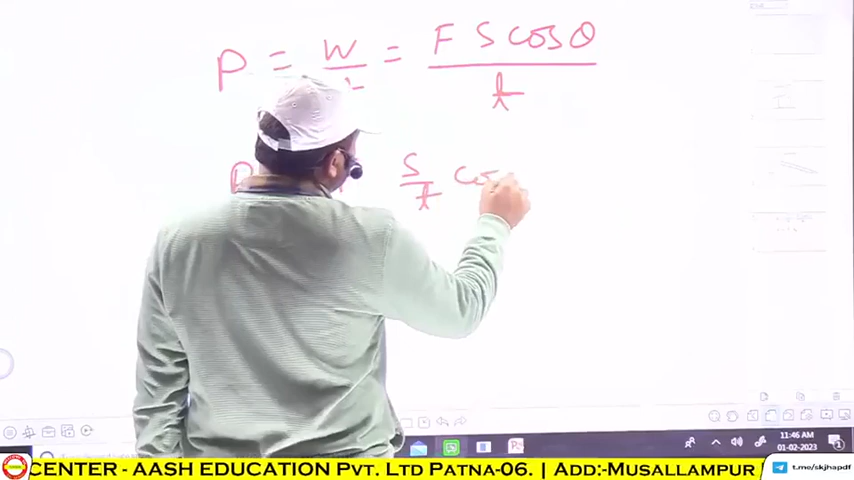 P = W/t = F S cosθ/t
P S/t cos
11:46 AM
01-02-2023
CENTER - AASH EDUCATION PVT. LTD PATNA-06. | ADD:-MUSALLAMPUR
t.me/skjhapdf